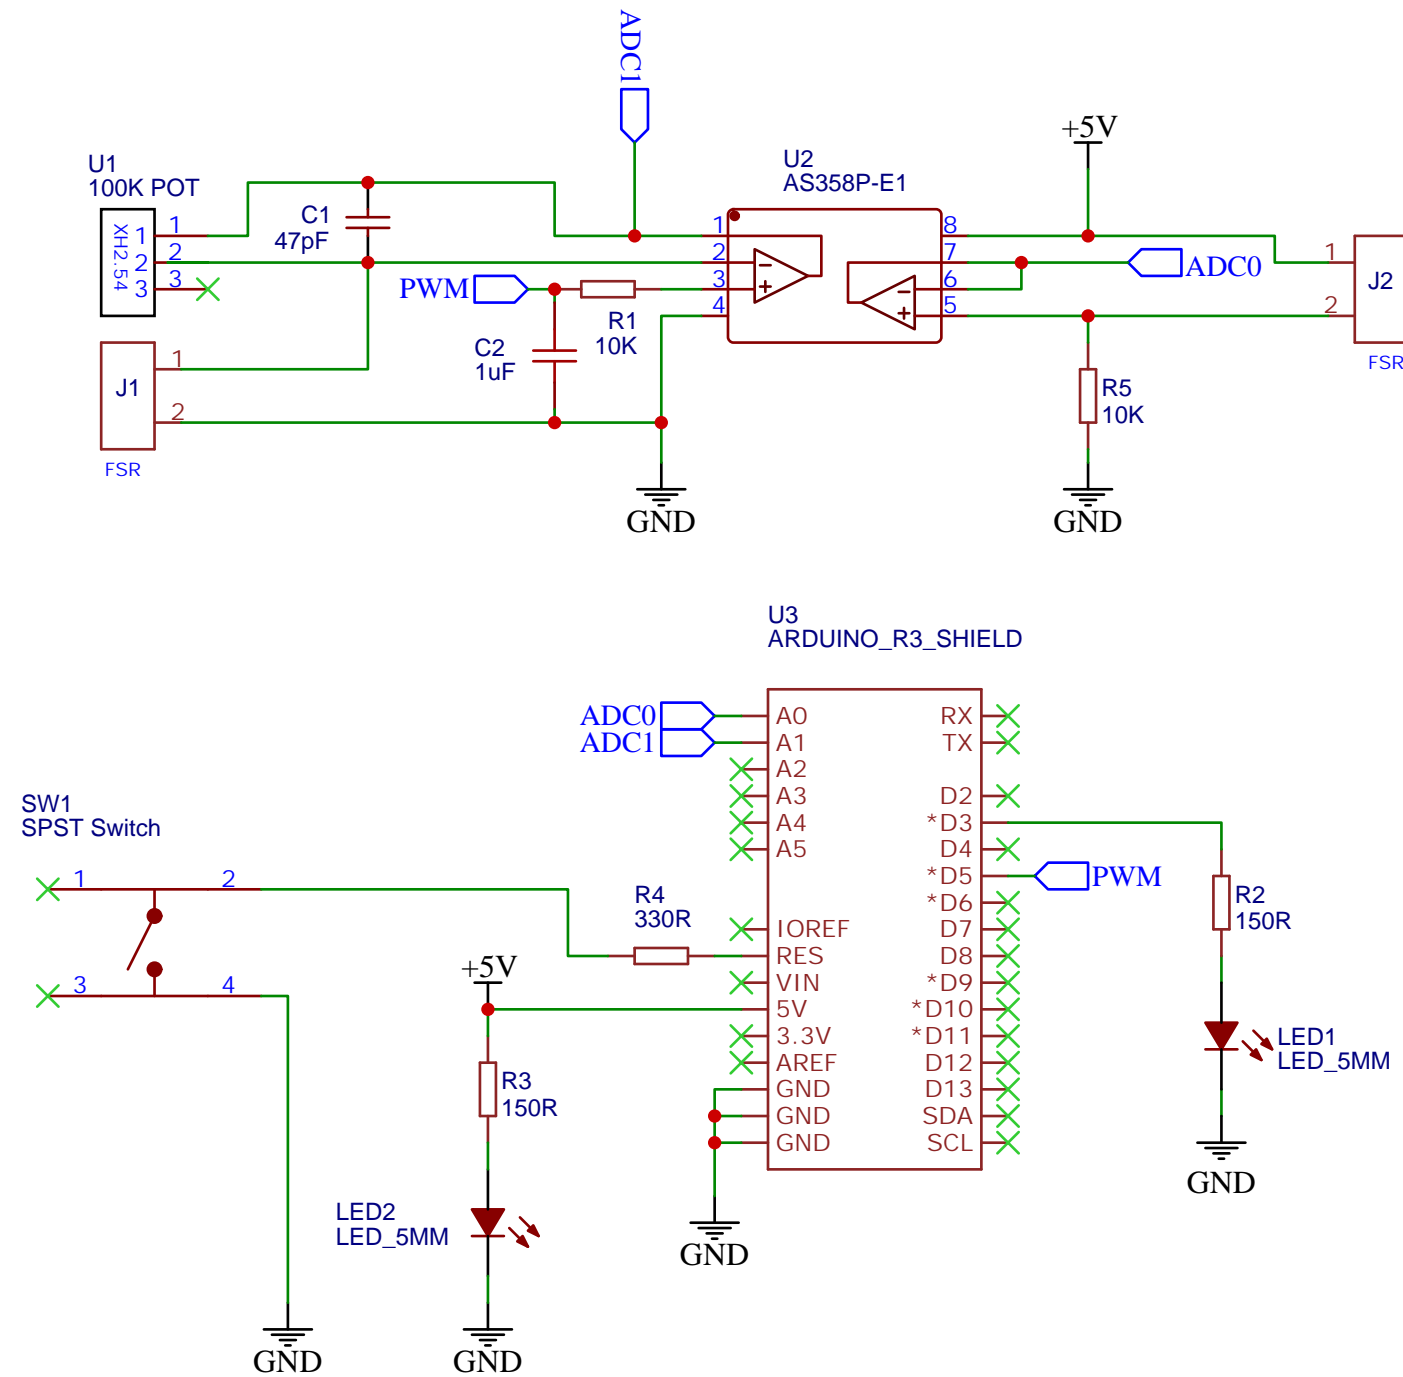 ADC1
+5V
U1
100K POT
XH2.54
1
2
3
1
2
3
C1
47pF
U2
AS358P-E1
1
2
3
4
8
7
6
5
PWM
R1
10K
C2
1uF
ADC0
1
2
J2
FSR
R5
10K
J1
1
2
FSR
GND
GND
U3
ARDUINO_R3_SHIELD
ADC0
ADC1
A0
A1
A2
A3
A4
A5
IOREF
RES
VIN
5V
3.3V
AREF
GND
GND
GND
RX
TX
D2
*D3
D4
*D5
*D6
D7
D8
*D9
*D10
*D11
D12
D13
SDA
SCL
PWM
SW1
SPST Switch
1
2
3
4
R4
330R
+5V
R2
150R
LED1
LED_5MM
R3
150R
GND
LED2
LED_5MM
GND
GND
GND